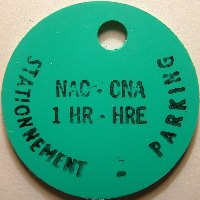 NAC - CNA
1 HR - HRE
STATIONNEMENT
PARKING